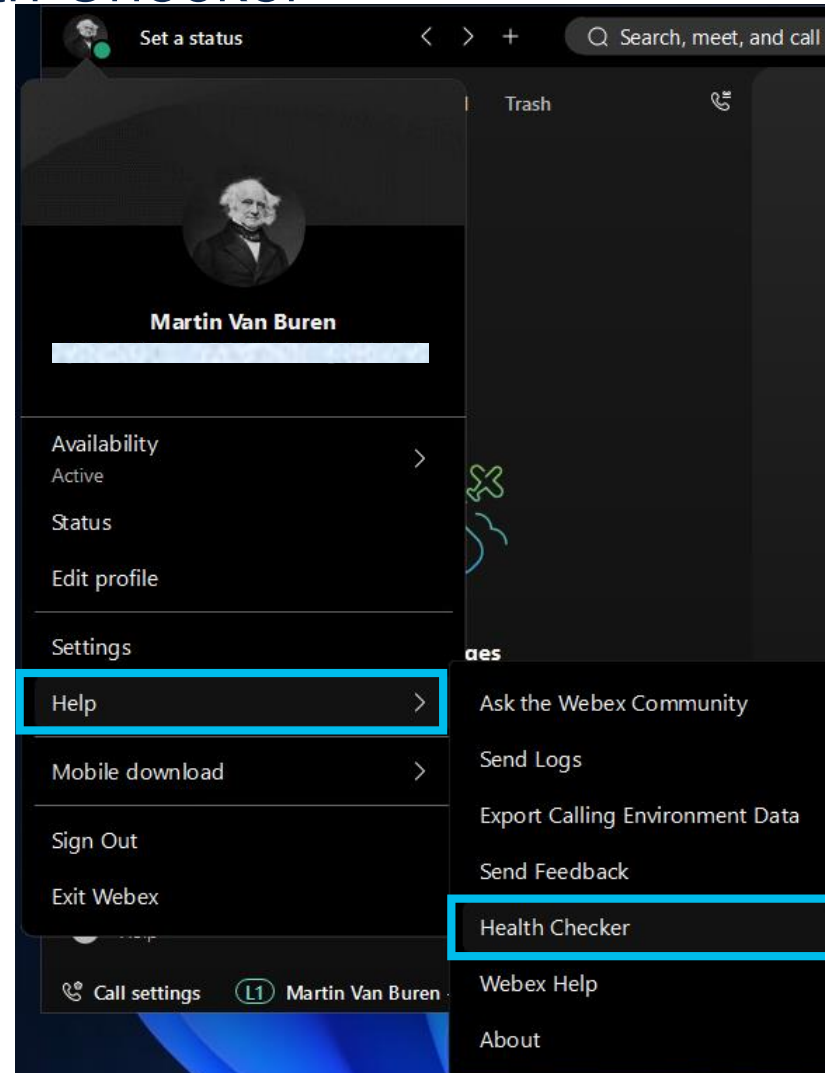 Checker
Set a status
Search, meet, and call
Trash
Martin Van Buren
Availability
Active
Status
Edit profile
Settings
ges
Help
Ask the Webex Community
Send Logs
Mobile download
Export Calling Environment Data
Sign Out
Send Feedback
Exit Webex
Health Checker
Webex Help
Call settings L1 Martin Van Buren -
About